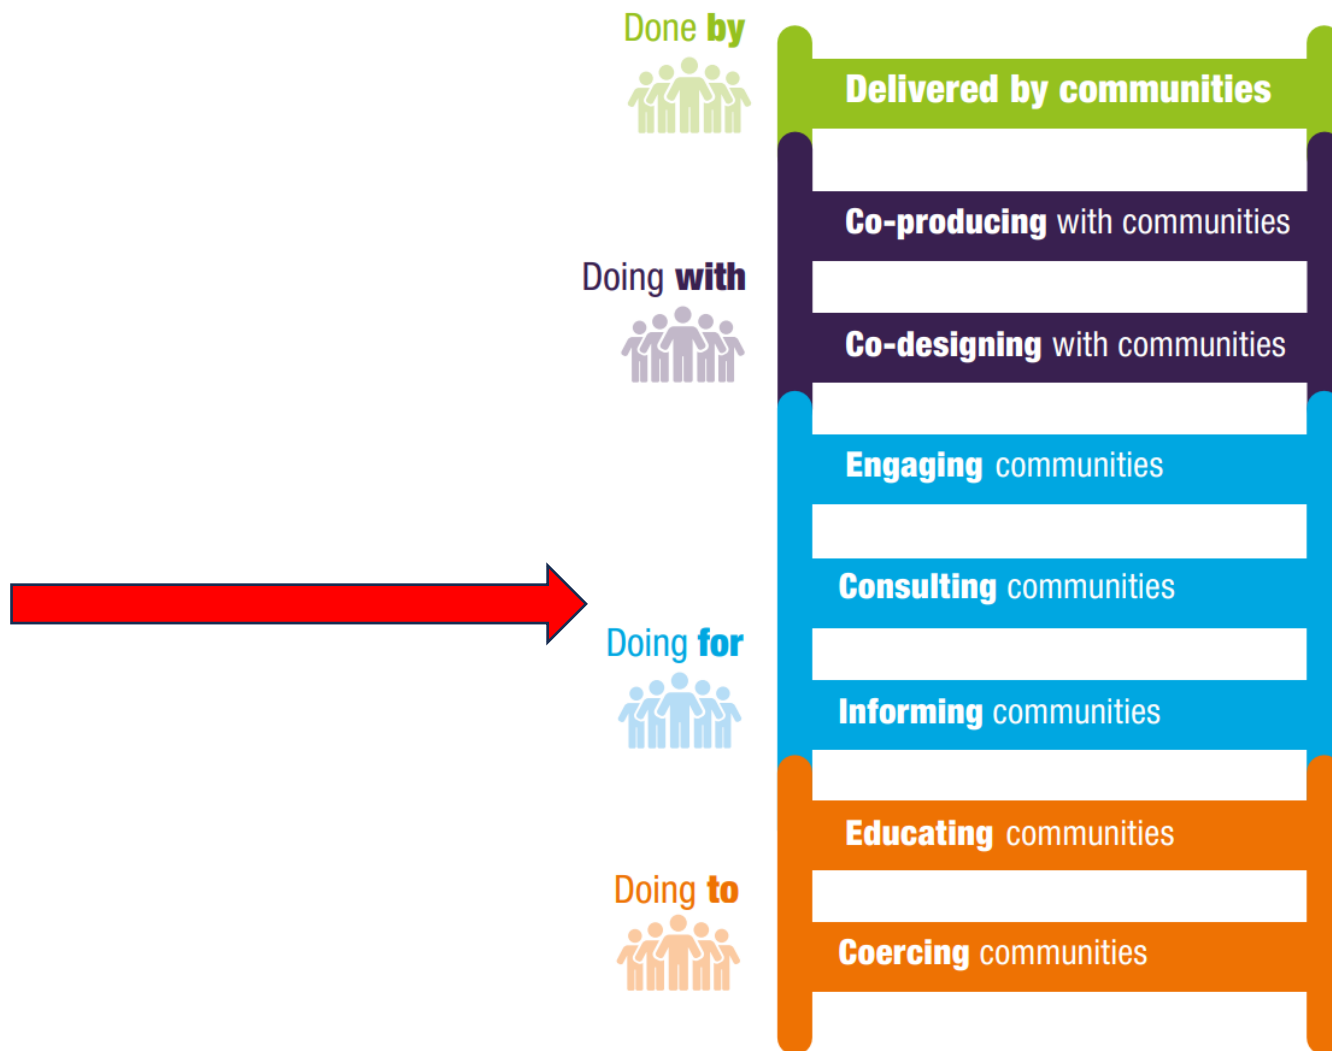 Done by
Delivered by communities
Co-producing with communities
Doing with
Co-designing with communities
Engaging communities
Consulting communities
Doing for
Informing communities
Educating communities
Doing to
Coercing communities